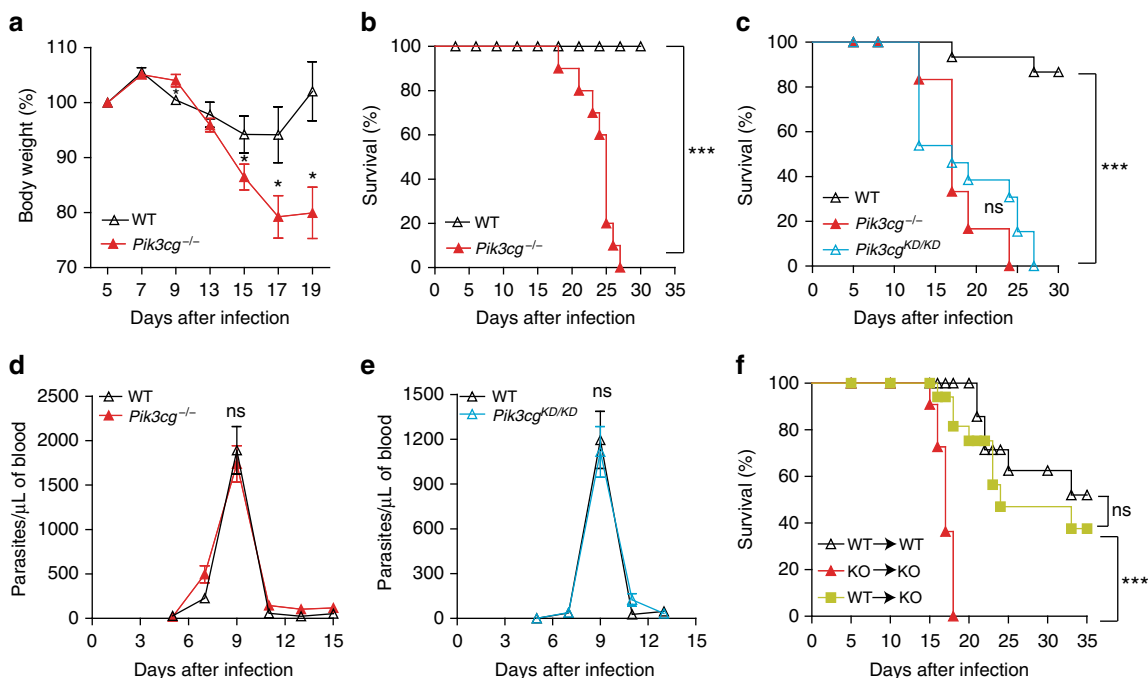 a
110
100
90
80
70
Body weight (%)
*
*
*
*
WT
Pik3cg−/−
5 7 9 13 15 17 19
Days after infection
b
100
80
60
40
20
0
Survival (%)
***
WT
Pik3cg−/−
0 5 10 15 20 25 30 35
Days after infection
c
100
80
60
40
20
0
Survival (%)
***
ns
WT
Pik3cg−/−
Pik3cgKD/KD
0 5 10 15 20 25 30
Days after infection
d
2500
2000
1500
1000
500
0
Parasites/μL of blood
WT
Pik3cg−/−
ns
0 3 6 9 12 15
Days after infection
e
1500
1200
900
600
300
0
Parasites/μL of blood
ns
WT
Pik3cgKD/KD
0 3 6 9 12 15
Days after infection
f
100
80
60
40
20
0
Survival (%)
ns
WT➤WT
KO➤KO
WT➤KO
***
0 5 10 15 20 25 30 35
Days after infection